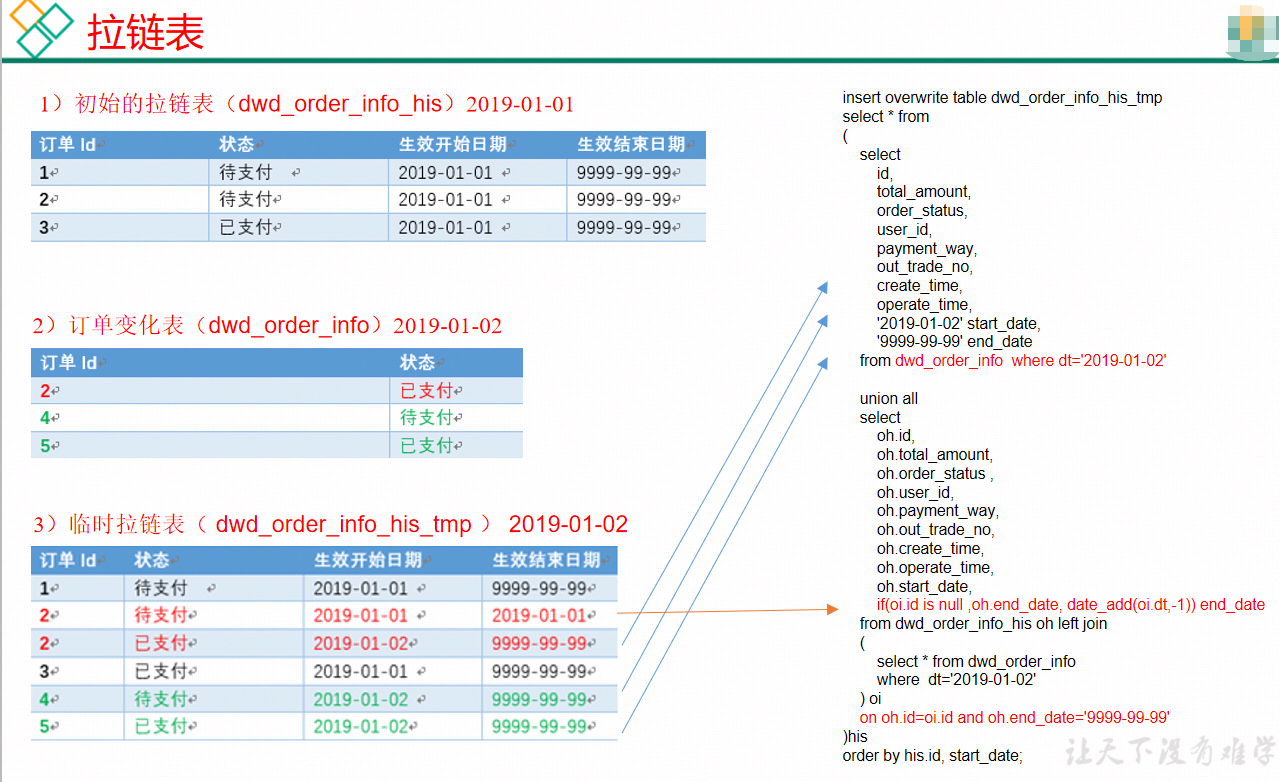 拉链表
1）初始的拉链表（dwd_order_info_his）2019-01-01
订单 Id 状态 生效开始日期 生效结束日期
1 待支付 2019-01-01 9999-99-99
2 待支付 2019-01-01 9999-99-99
3 已支付 2019-01-01 9999-99-99
2）订单变化表（dwd_order_info）2019-01-02
订单 Id 状态
2 已支付
4 待支付
5 已支付
3）临时拉链表（ dwd_order_info_his_tmp ） 2019-01-02
订单 Id 状态 生效开始日期 生效结束日期
1 待支付 2019-01-01 9999-99-99
2 待支付 2019-01-01 2019-01-01
2 已支付 2019-01-02 9999-99-99
3 已支付 2019-01-01 9999-99-99
4 待支付 2019-01-02 9999-99-99
5 已支付 2019-01-02 9999-99-99
insert overwrite table dwd_order_info_his_tmp
select * from
(
select
id,
total_amount,
order_status,
user_id,
payment_way,
out_trade_no,
create_time,
operate_time,
'2019-01-02' start_date,
'9999-99-99' end_date
from dwd_order_info  where dt='2019-01-02'
union all
select
oh.id,
oh.total_amount,
oh.order_status ,
oh.user_id,
oh.payment_way,
oh.out_trade_no,
oh.create_time,
oh.operate_time,
oh.start_date,
if(oi.id is null ,oh.end_date, date_add(oi.dt,-1)) end_date
from dwd_order_info_his oh left join
(
select * from dwd_order_info
where  dt='2019-01-02'
) oi
on oh.id=oi.id and oh.end_date='9999-99-99'
)his
order by his.id, start_date;
让天下没有难学